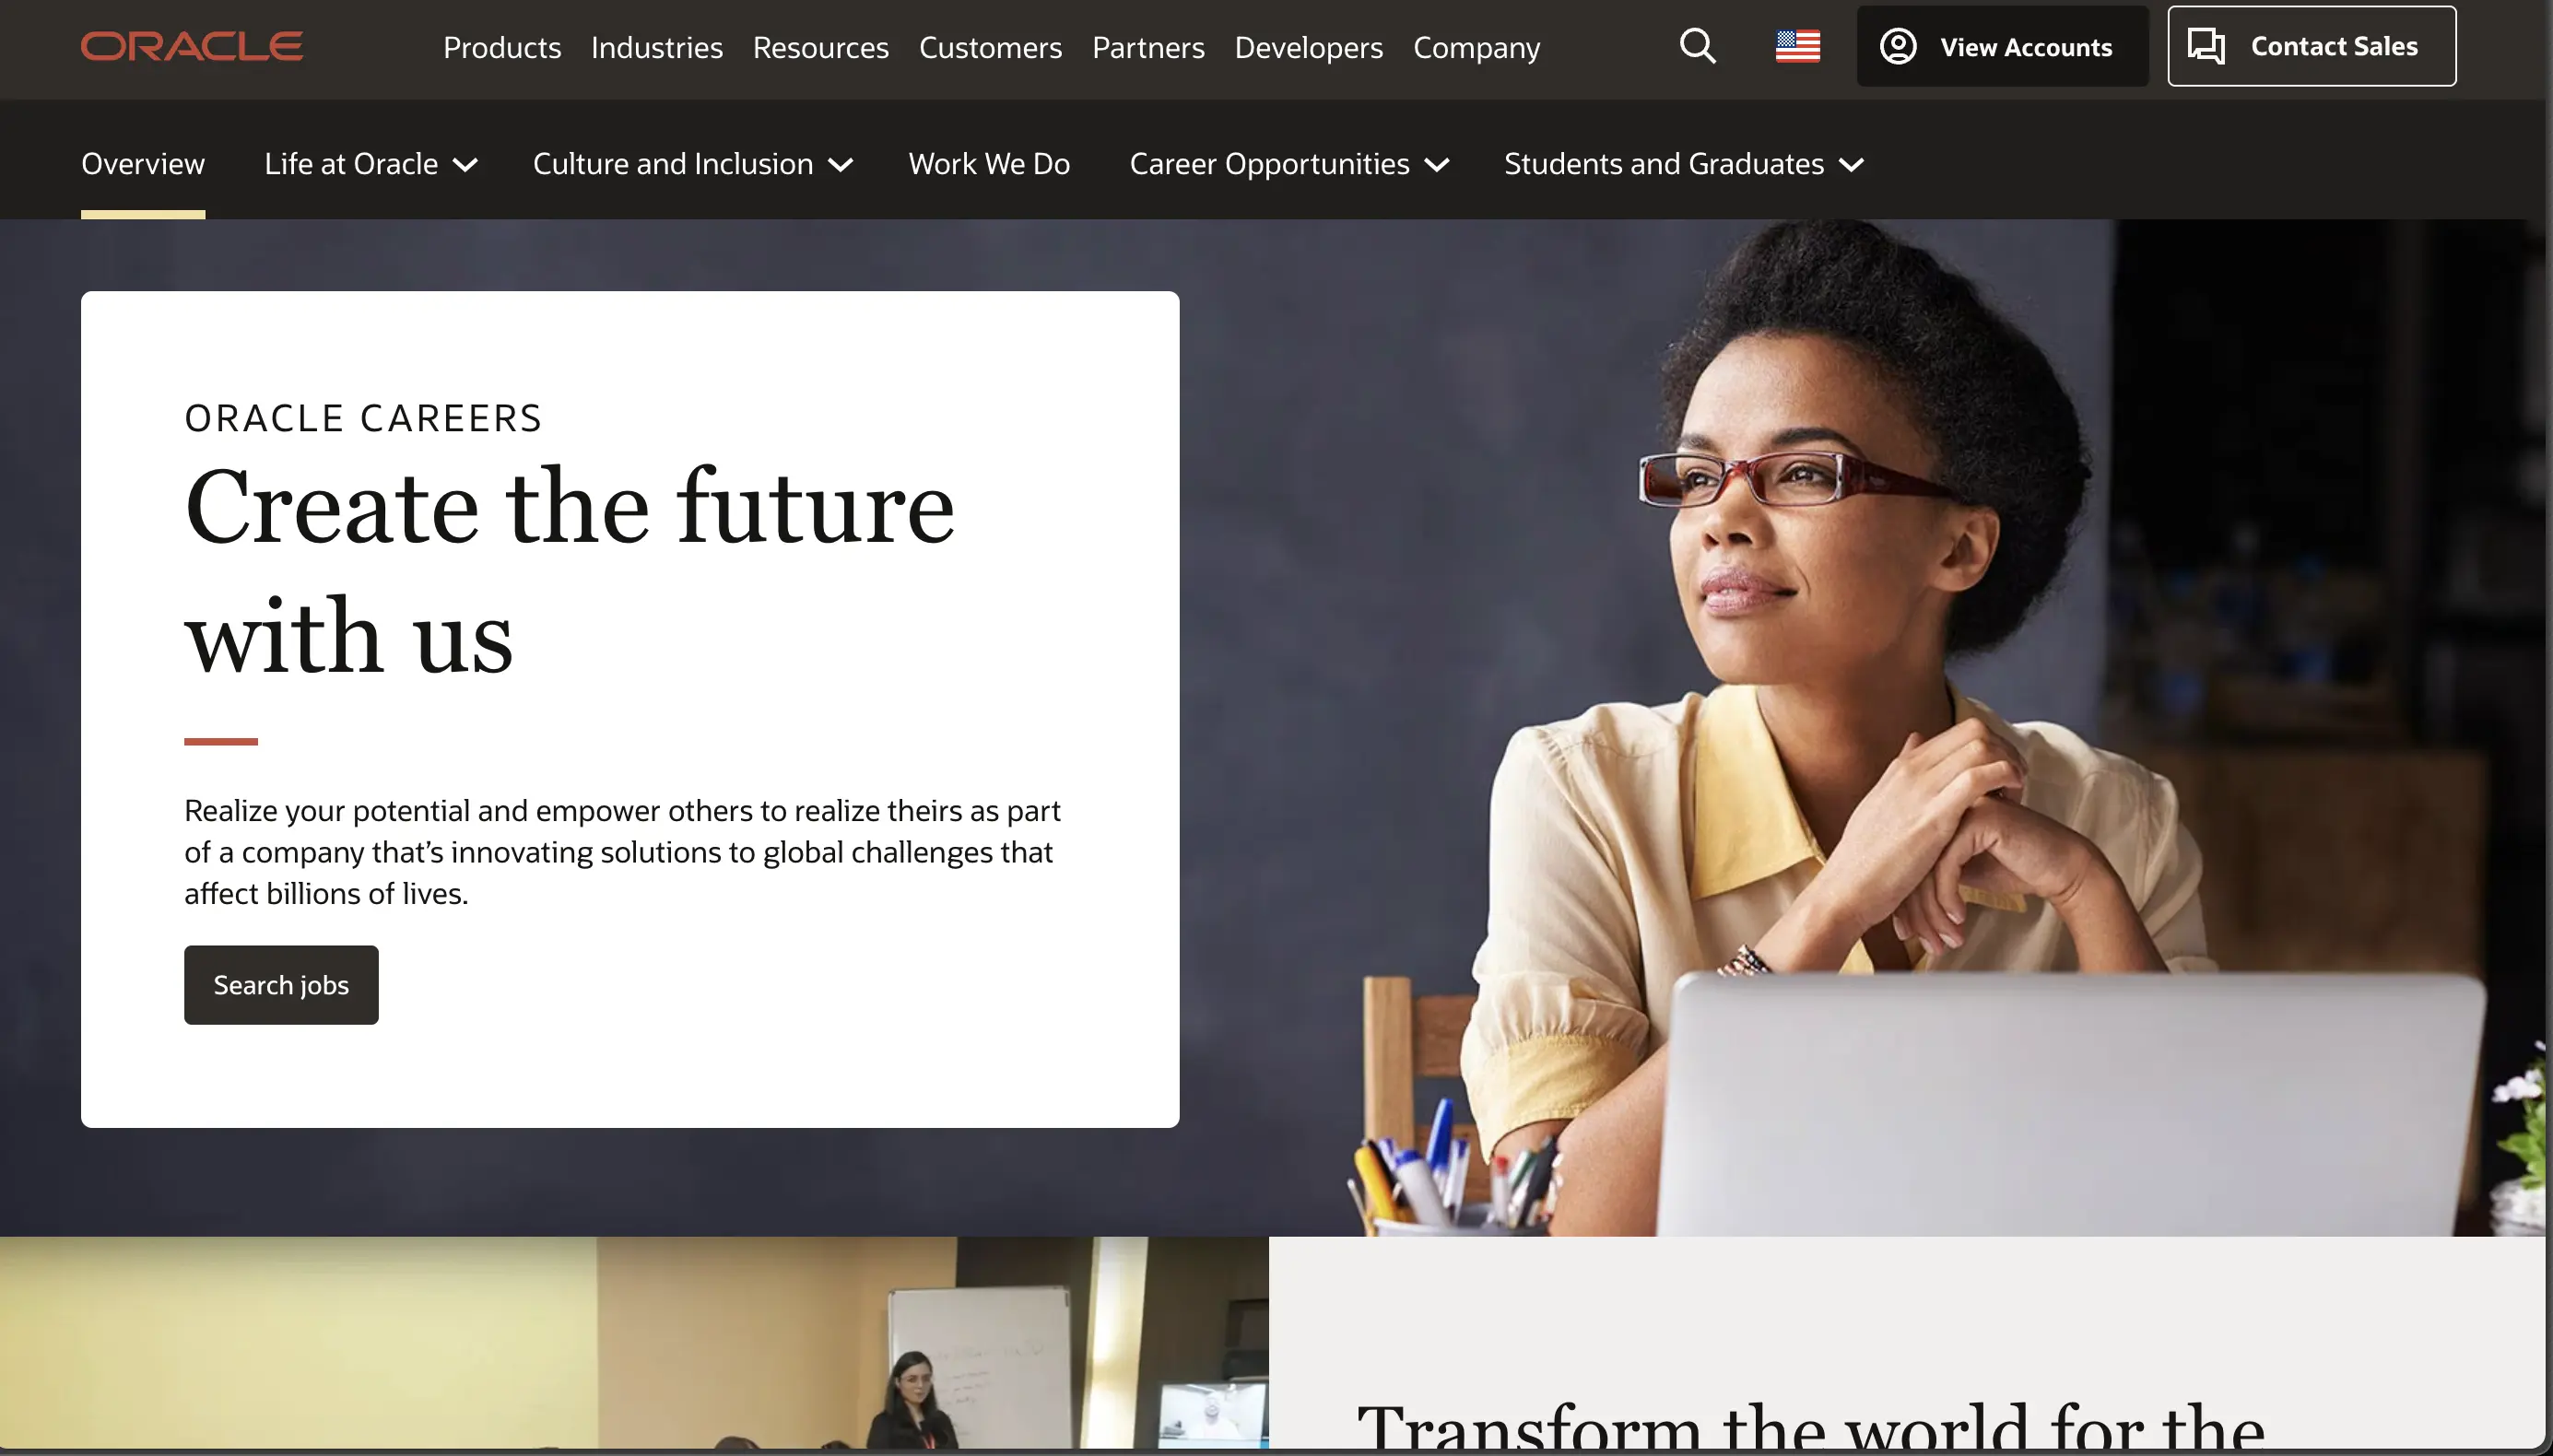 ORACLE
Products Industries Resources Customers Partners Developers Company
View Accounts
Contact Sales
Overview Life at Oracle Culture and Inclusion Work We Do Career Opportunities Students and Graduates
ORACLE CAREERS
Create the future
with us
Realize your potential and empower others to realize theirs as part
of a company that’s innovating solutions to global challenges that
affect billions of lives.
Search jobs
Transform the world for the